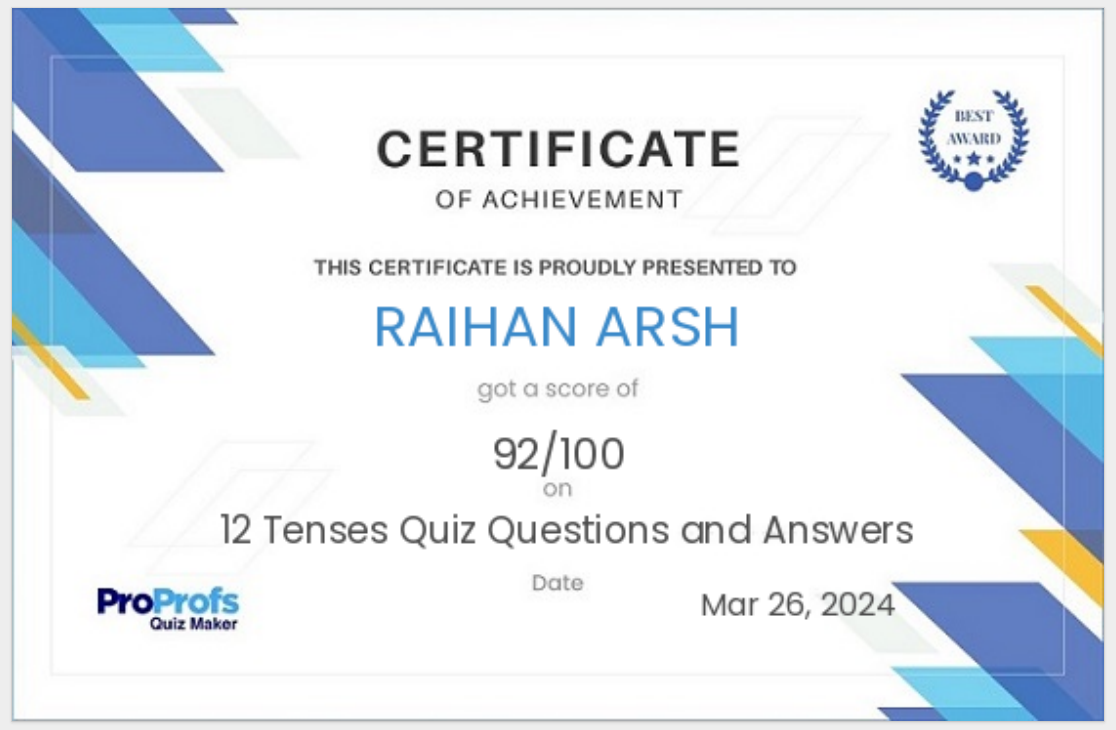 BEST
AWARD
CERTIFICATE
OF ACHIEVEMENT
THIS CERTIFICATE IS PROUDLY PRESENTED TO
RAIHAN ARSH
got a score of
92/100
on
12 Tenses Quiz Questions and Answers
Date
Mar 26, 2024
ProProfs
Quiz Maker